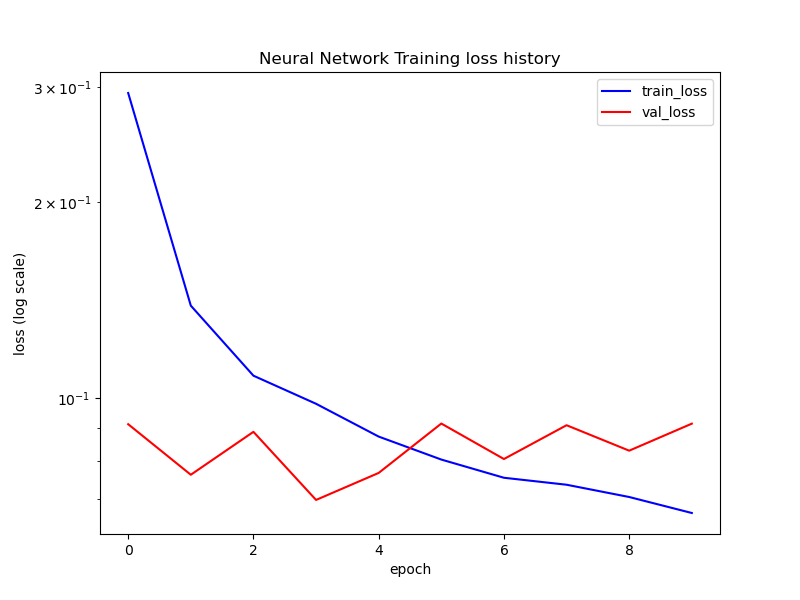 Neural Network Training loss history
train_loss
val_loss
3 × 10⁻¹
2 × 10⁻¹
10⁻¹
loss (log scale)
0
2
4
6
8
epoch